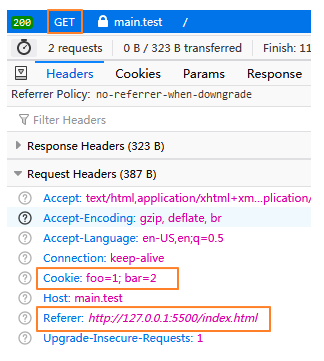 200 GET main.test /
2 requests 0 B / 323 B transferred Finish: 11
Headers Cookies Params Response
Referrer Policy: no-referrer-when-downgrade
Filter Headers
Response Headers (323 B)
Request Headers (387 B)
Accept: text/html,application/xhtml+xm…plication/
Accept-Encoding: gzip, deflate, br
Accept-Language: en-US,en;q=0.5
Connection: keep-alive
Cookie: foo=1; bar=2
Host: main.test
Referer: http://127.0.0.1:5500/index.html
Upgrade-Insecure-Requests: 1